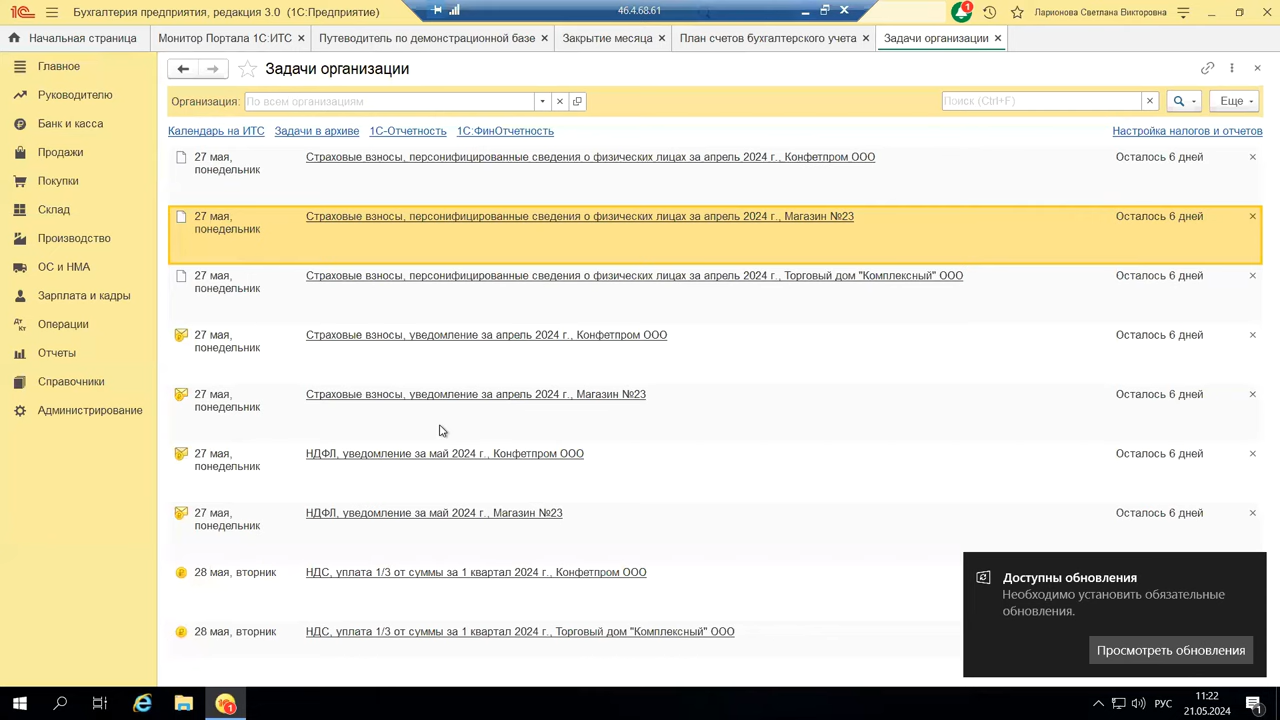 Бухгалтерия предприятия, редакция 3.0 (1С:Предприятие)
46.4.68.61
1
Ларионова Светлана Викторовна
Начальная страница
Монитор Портала 1С:ИТС
Путеводитель по демонстрационной базе
Закрытие месяца
План счетов бухгалтерского учета
Задачи организации
Главное
Руководителю
Банк и касса
Продажи
Покупки
Склад
Производство
ОС и НМА
Зарплата и кадры
Операции
Отчеты
Справочники
Администрирование
Задачи организации
Организация:
По всем организациям
Поиск (Ctrl+F)
Еще
Календарь на ИТС
Задачи в архиве
1С-Отчетность
1С:ФинОтчетность
Настройка налогов и отчетов
27 мая,
понедельник
Страховые взносы, персонифицированные сведения о физических лицах за апрель 2024 г., Конфетпром ООО
Осталось 6 дней
27 мая,
понедельник
Страховые взносы, персонифицированные сведения о физических лицах за апрель 2024 г., Магазин №23
Осталось 6 дней
27 мая,
понедельник
Страховые взносы, персонифицированные сведения о физических лицах за апрель 2024 г., Торговый дом "Комплексный" ООО
Осталось 6 дней
27 мая,
понедельник
Страховые взносы, уведомление за апрель 2024 г., Конфетпром ООО
Осталось 6 дней
27 мая,
понедельник
Страховые взносы, уведомление за апрель 2024 г., Магазин №23
Осталось 6 дней
27 мая,
понедельник
НДФЛ, уведомление за май 2024 г., Конфетпром ООО
Осталось 6 дней
27 мая,
понедельник
НДФЛ, уведомление за май 2024 г., Магазин №23
Осталось 6 дней
28 мая, вторник
НДС, уплата 1/3 от суммы за 1 квартал 2024 г., Конфетпром ООО
28 мая, вторник
НДС, уплата 1/3 от суммы за 1 квартал 2024 г., Торговый дом "Комплексный" ООО
Доступны обновления
Необходимо установить обязательные
обновления.
Просмотреть обновления
1
РУС
11:22
21.05.2024
1